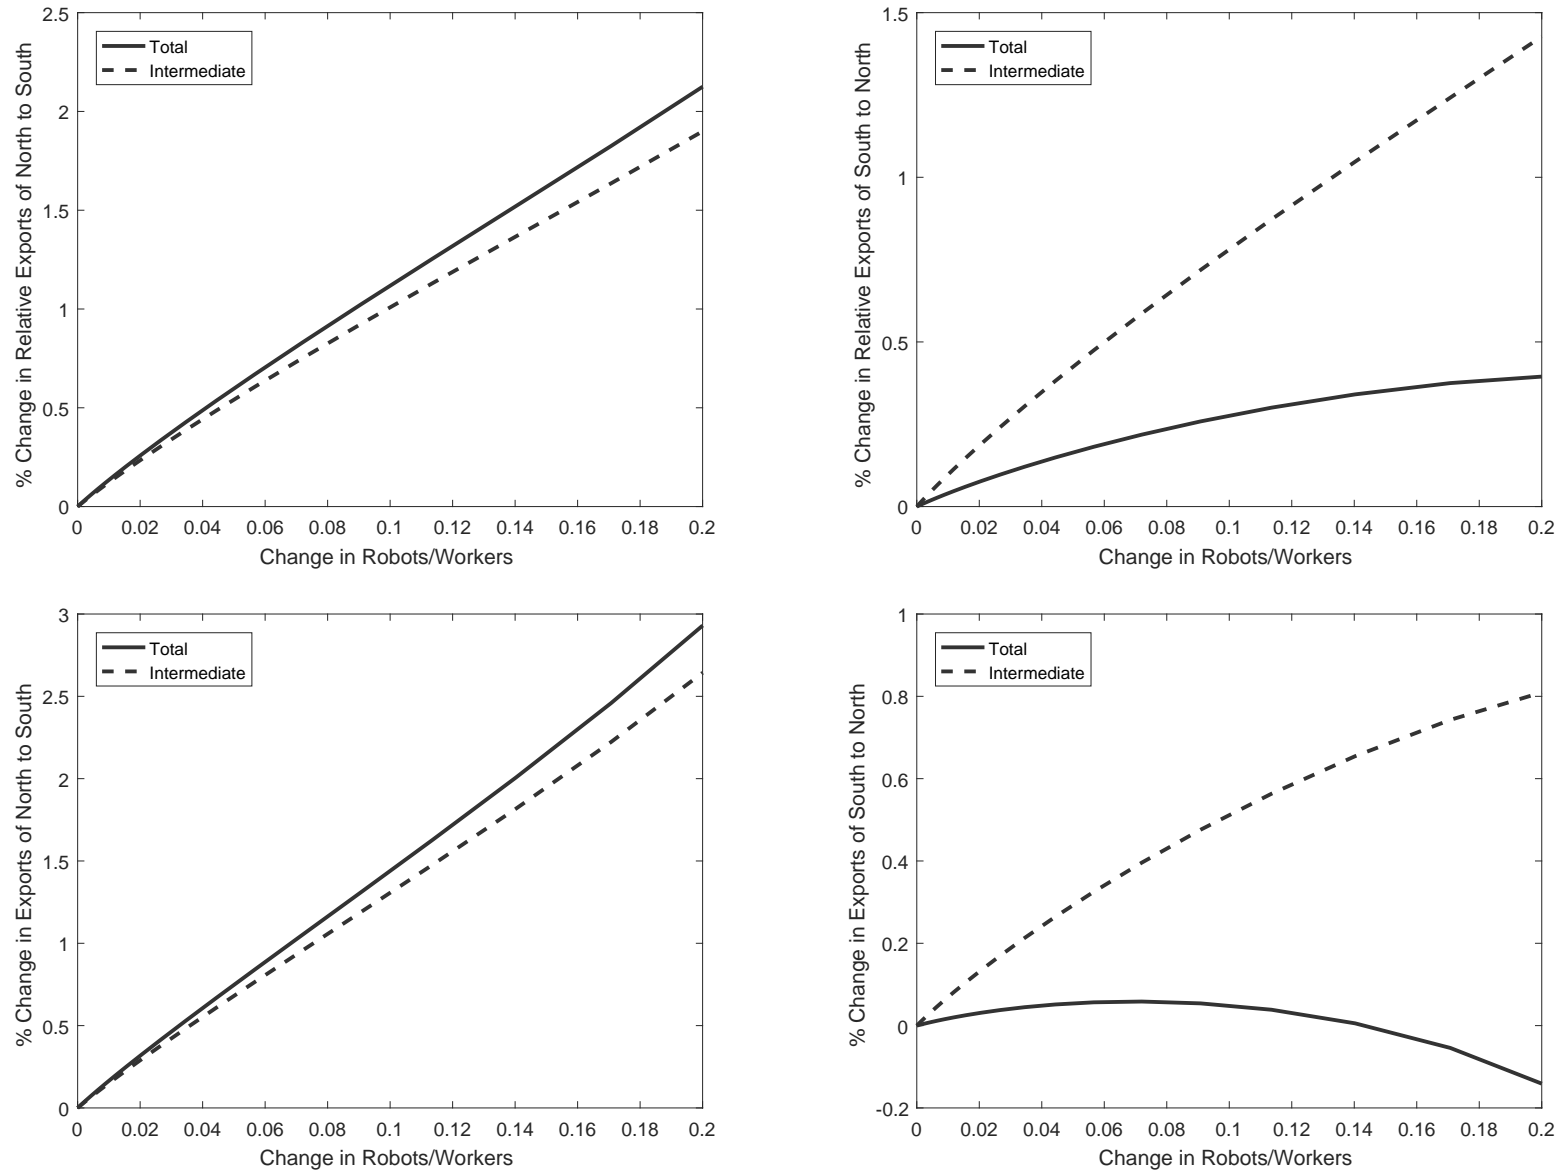 % Change in Relative Exports of North to South
2.5
2
1.5
1
0.5
0
Total
Intermediate
0 0.02 0.04 0.06 0.08 0.1 0.12 0.14 0.16 0.18 0.2
Change in Robots/Workers
% Change in Relative Exports of South to North
1.5
1
0.5
0
Total
Intermediate
0 0.02 0.04 0.06 0.08 0.1 0.12 0.14 0.16 0.18 0.2
Change in Robots/Workers
% Change in Exports of North to South
3
2.5
2
1.5
1
0.5
0
Total
Intermediate
0 0.02 0.04 0.06 0.08 0.1 0.12 0.14 0.16 0.18 0.2
Change in Robots/Workers
% Change in Exports of South to North
1
0.8
0.6
0.4
0.2
0
-0.2
Total
Intermediate
0 0.02 0.04 0.06 0.08 0.1 0.12 0.14 0.16 0.18 0.2
Change in Robots/Workers